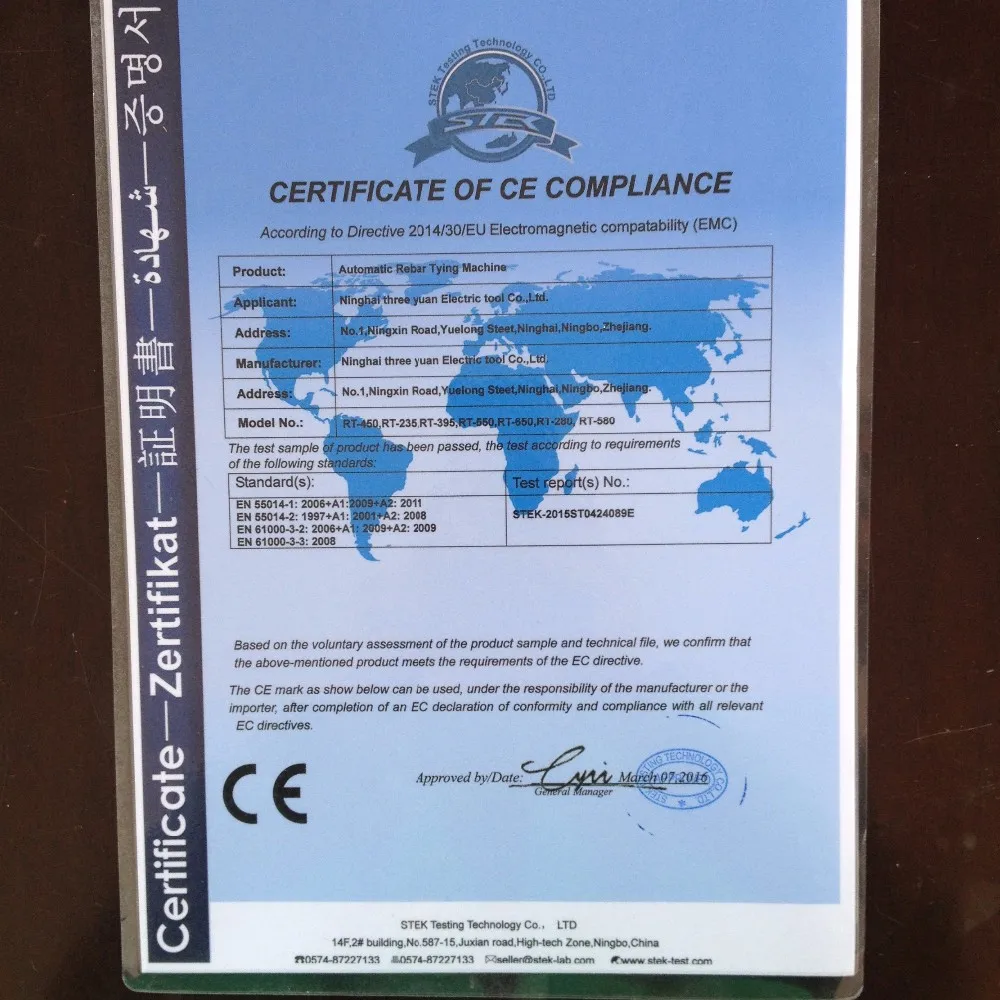 STEK Testing Technology CO.,LTD
STEK
CERTIFICATE OF CE COMPLIANCE
According to Directive 2014/30/EU Electromagnetic compatability (EMC)
Product: Automatic Rebar Tying Machine
Applicant: Ninghai three yuan Electric tool Co.,Ltd.
Address: No.1,Ningxin Road,Yuelong Steet,Ninghai,Ningbo,Zhejiang.
Manufacturer: Ninghai three yuan Electric tool Co.,Ltd.
Address: No.1,Ningxin Road,Yuelong Steet,Ninghai,Ningbo,Zhejiang.
Model No.: RT-450,RT-235,RT-395,RT-550,RT-650,RT-280, RT-580
The test sample of product has been passed, the test according to requirements
of the following standards:
Standard(s): Test report(s) No.:
EN 55014-1: 2006+A1:2009+A2: 2011
EN 55014-2: 1997+A1: 2001+A2: 2008
EN 61000-3-2: 2006+A1: 2009+A2: 2009
EN 61000-3-3: 2008
STEK-2015ST0424089E
Based on the voluntary assessment of the product sample and technical file, we confirm that
the above-mentioned product meets the requirements of the EC directive.
The CE mark as show below can be used, under the responsibility of the manufacturer or the
importer, after completion of an EC declaration of conformity and compliance with all relevant
EC directives.
CE
Approved by/Date: March 07,2016
General Manager
STEK Testing Technology Co., LTD
14F,2# building,No.587-15,Juxian road,High-tech Zone,Ningbo,China
☎0574-87227133 0574-87227133 ✉seller@stek-lab.com www.stek-test.com
Certificate—Zertifikat—証明書—شهادة—증명서